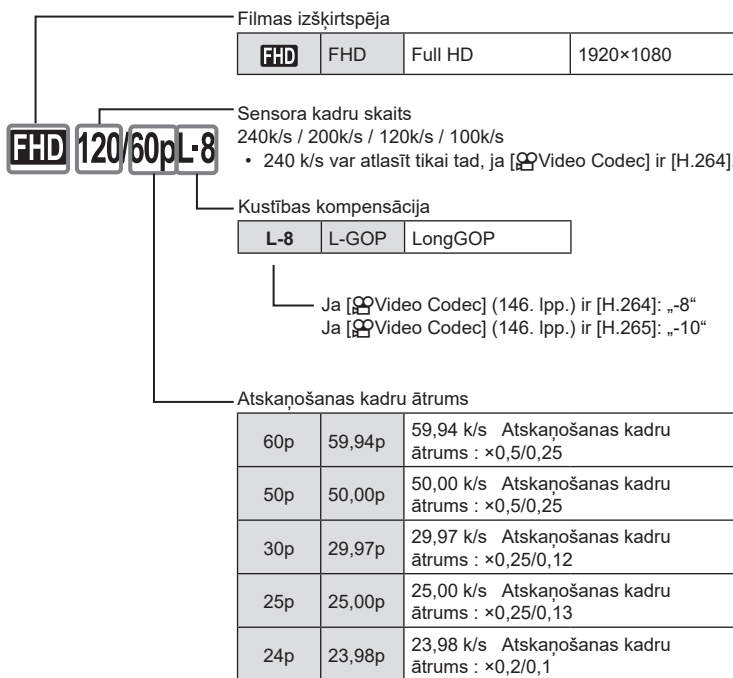 Filmas izšķirtspēja
FHD FHD Full HD 1920×1080
Sensora kadru skaits
240k/s / 200k/s / 120k/s / 100k/s
• 240 k/s var atlasīt tikai tad, ja [Video Codec] ir [H.264].
FHD 120/60pL-8
Kustības kompensācija
L-8 L-GOP LongGOP
Ja [Video Codec] (146. lpp.) ir [H.264]: „-8“
Ja [Video Codec] (146. lpp.) ir [H.265]: „-10“
Atskaņošanas kadru ātrums
60p 59,94p 59,94 k/s Atskaņošanas kadru
ātrums : ×0,5/0,25
50p 50,00p 50,00 k/s Atskaņošanas kadru
ātrums : ×0,5/0,25
30p 29,97p 29,97 k/s Atskaņošanas kadru
ātrums : ×0,25/0,12
25p 25,00p 25,00 k/s Atskaņošanas kadru
ātrums : ×0,25/0,13
24p 23,98p 23,98 k/s Atskaņošanas kadru
ātrums : ×0,2/0,1